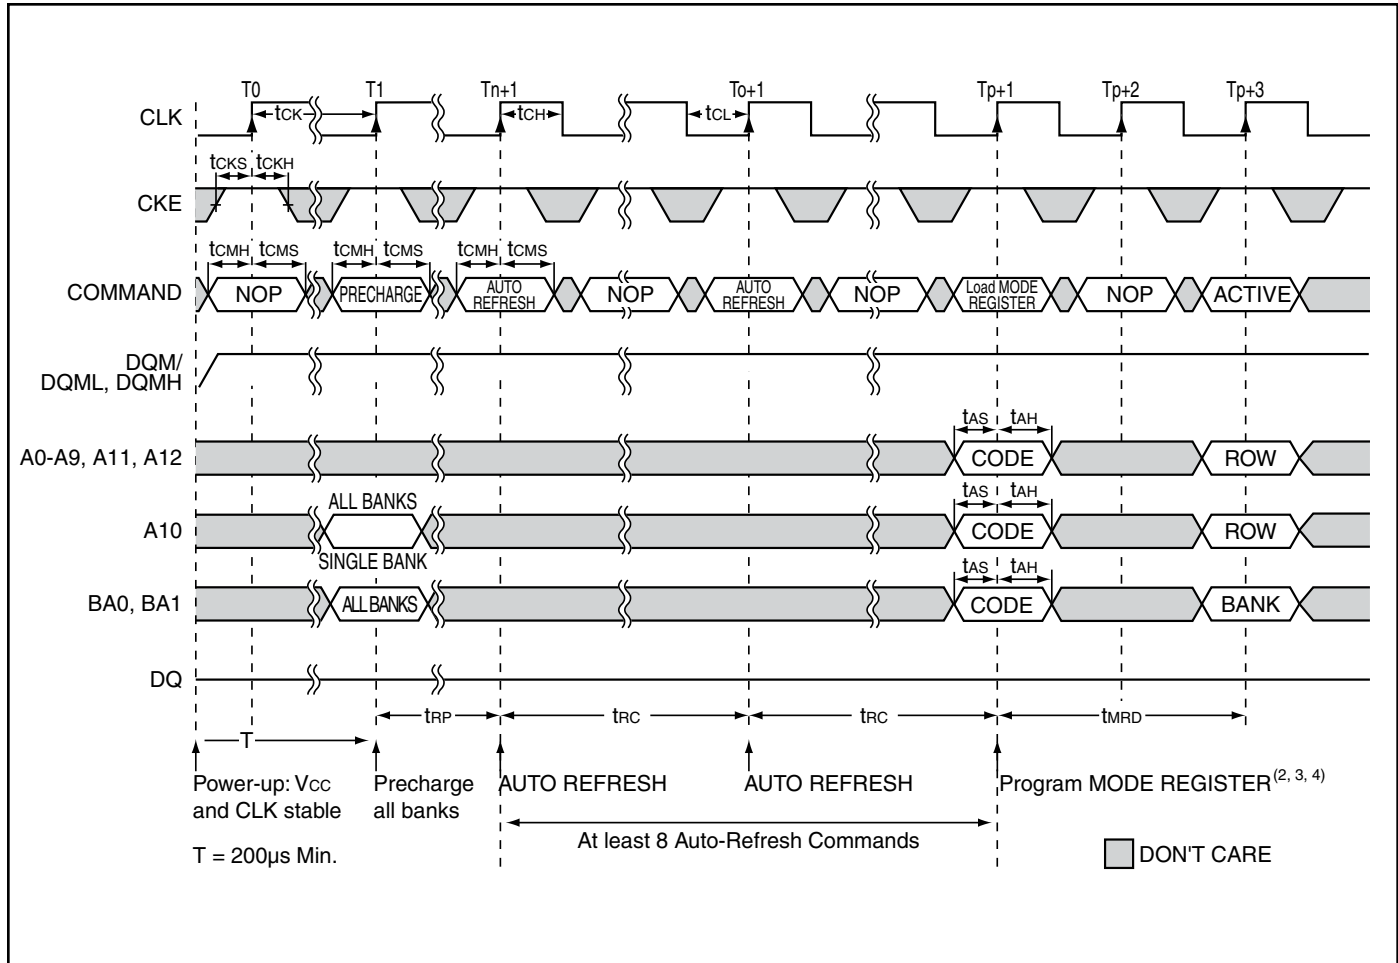 T0 T1 Tn+1 To+1 Tp+1 Tp+2 Tp+3
CLK tCK tCH tCL
tCKS tCKH
CKE
tCMH tCMS tCMH tCMS tCMH tCMS
COMMAND NOP PRECHARGE AUTO REFRESH NOP AUTO REFRESH NOP Load MODE REGISTER NOP ACTIVE
DQM/
DQML, DQMH
tAS tAH
A0-A9, A11, A12 CODE ROW
ALL BANKS tAS tAH
A10 CODE ROW
SINGLE BANK tAS tAH
BA0, BA1 ALL BANKS CODE BANK
DQ
tRP tRC tRC tMRD
T
Power-up: VCC Precharge AUTO REFRESH AUTO REFRESH Program MODE REGISTER(2, 3, 4)
and CLK stable all banks
At least 8 Auto-Refresh Commands
T = 200µs Min. DON'T CARE